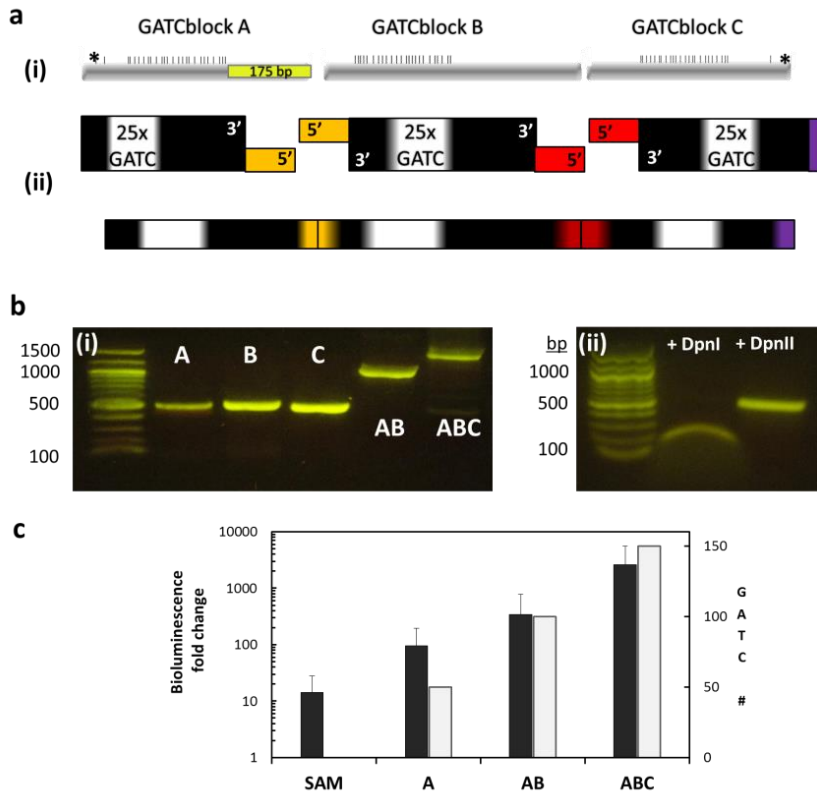 a
GATCblock A GATCblock B GATCblock C
(i)
* 175 bp *
25x GATC 3’ 5’ 5’ 3’ 25x GATC 3’ 5’ 5’ 3’ 25x GATC
(ii)
b
(i) A B C AB ABC
1500
1000
500
100
(ii) + DpnI + DpnII
bp
1000
500
100
c
Bioluminescence
fold change
10000
1000
100
10
1
150
100
50
0
GATC #
SAM A AB ABC